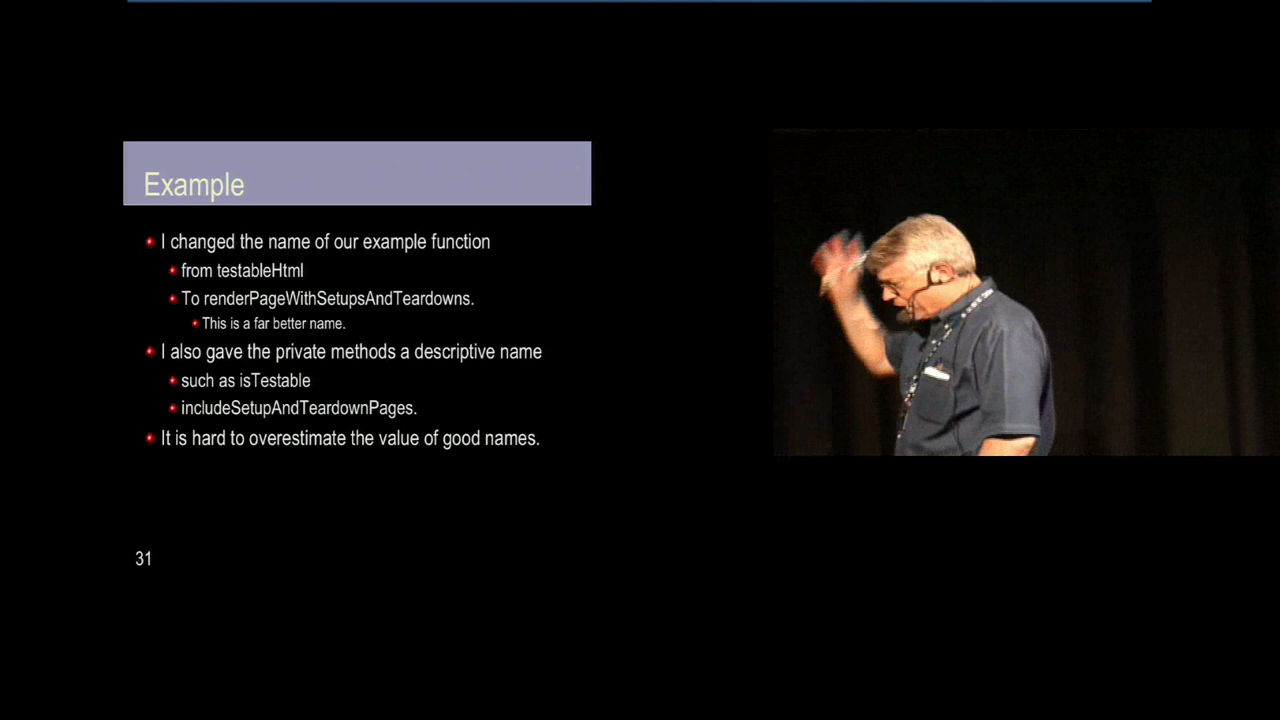 Example
I changed the name of our example function
from testableHtml
To renderPageWithSetupsAndTeardowns.
This is a far better name.
I also gave the private methods a descriptive name
such as isTestable
includeSetupAndTeardownPages.
It is hard to overestimate the value of good names.
31